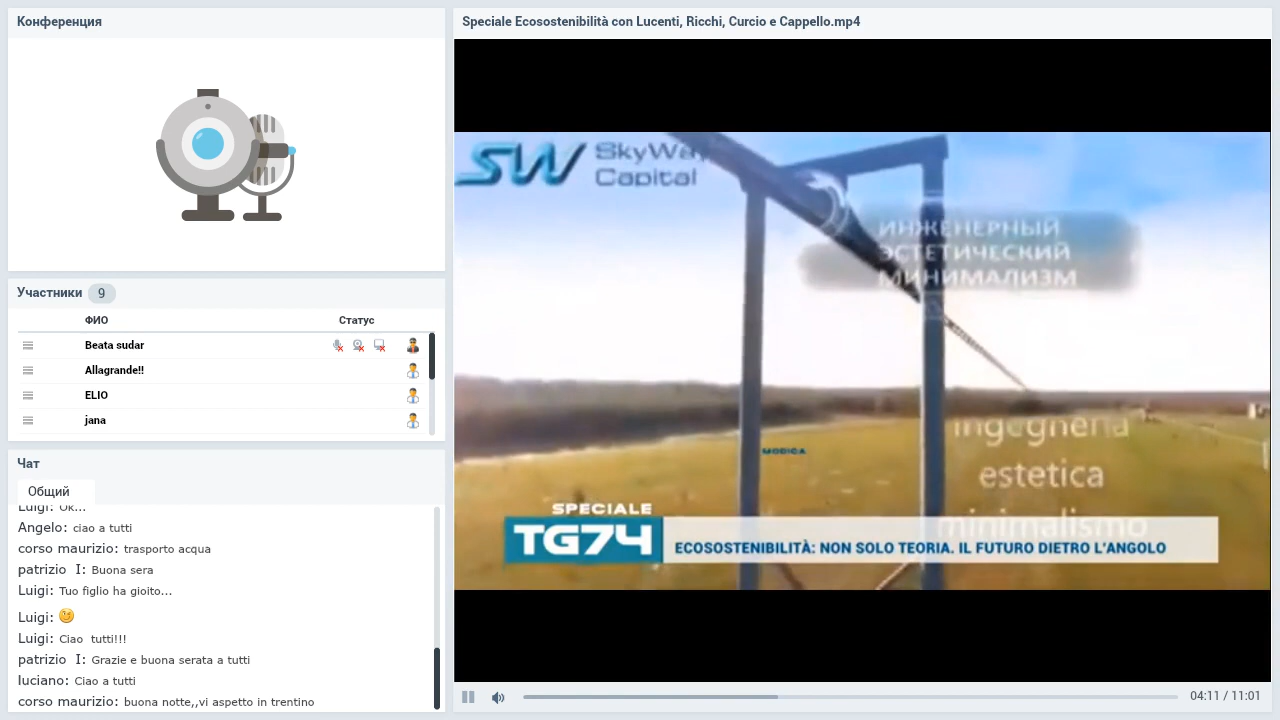 Конференция
Участники 9
ФИО Статус
Beata sudar
Allagrande!!
ELIO
jana
Чат
Общий
Luigi: Ok...
Angelo: ciao a tutti
corso maurizio: trasporto acqua
patrizio I: Buona sera
Luigi: Tuo figlio ha gioito...
Luigi:
Luigi: Ciao tutti!!!
patrizio I: Grazie e buona serata a tutti
luciano: Ciao a tutti
corso maurizio: buona notte,,vi aspetto in trentino
Speciale Ecosostenibilità con Lucenti, Ricchi, Curcio e Cappello.mp4
SW SkyWay
Capital
ИНЖЕНЕРНЫЙ
ЭСТЕТИЧЕСКИЙ
МИНИМАЛИЗМ
ingegneria
estetica
minimalismo
MODICA
SPECIALE
TG74
ECOSOSTENIBILITÀ: NON SOLO TEORIA. IL FUTURO DIETRO L'ANGOLO
04:11 / 11:01